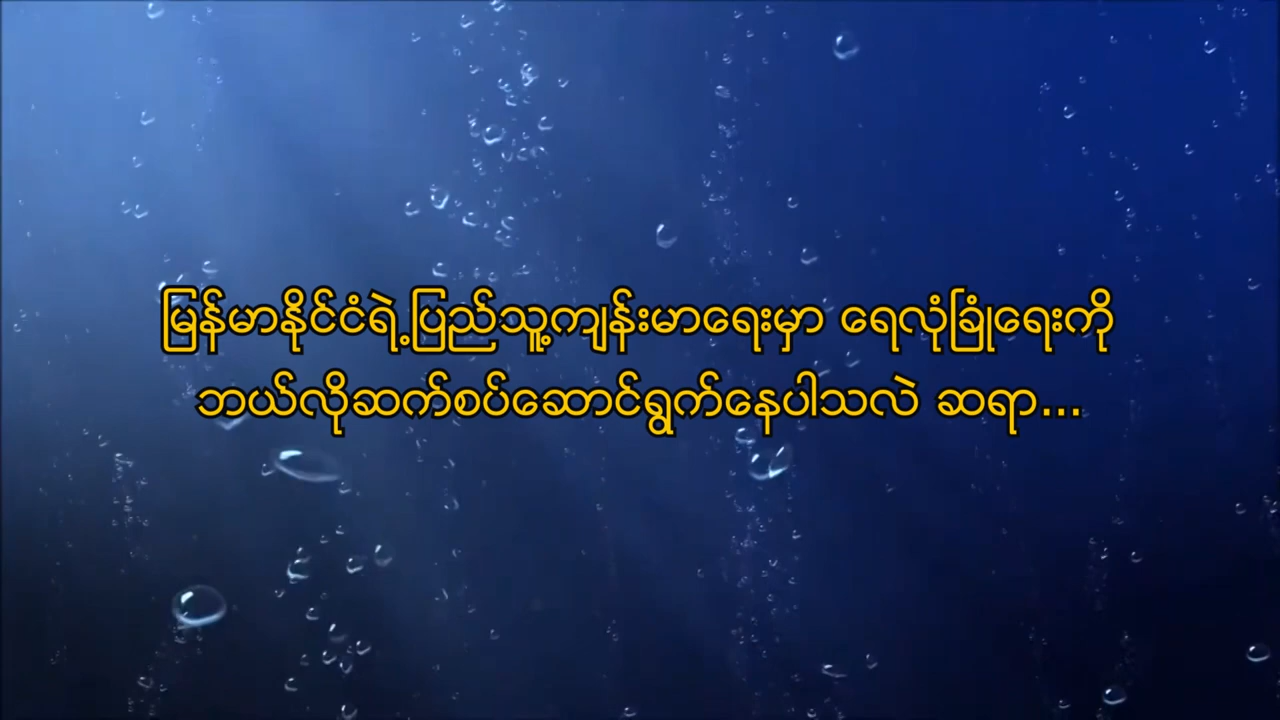 မြန်မာနိုင်ငံရဲ့ပြည်သူ့ကျန်းမာရေးမှာ ရေလုံခြုံရေးကို
ဘယ်လိုဆက်စပ်ဆောင်ရွက်နေပါသလဲ ဆရာ...